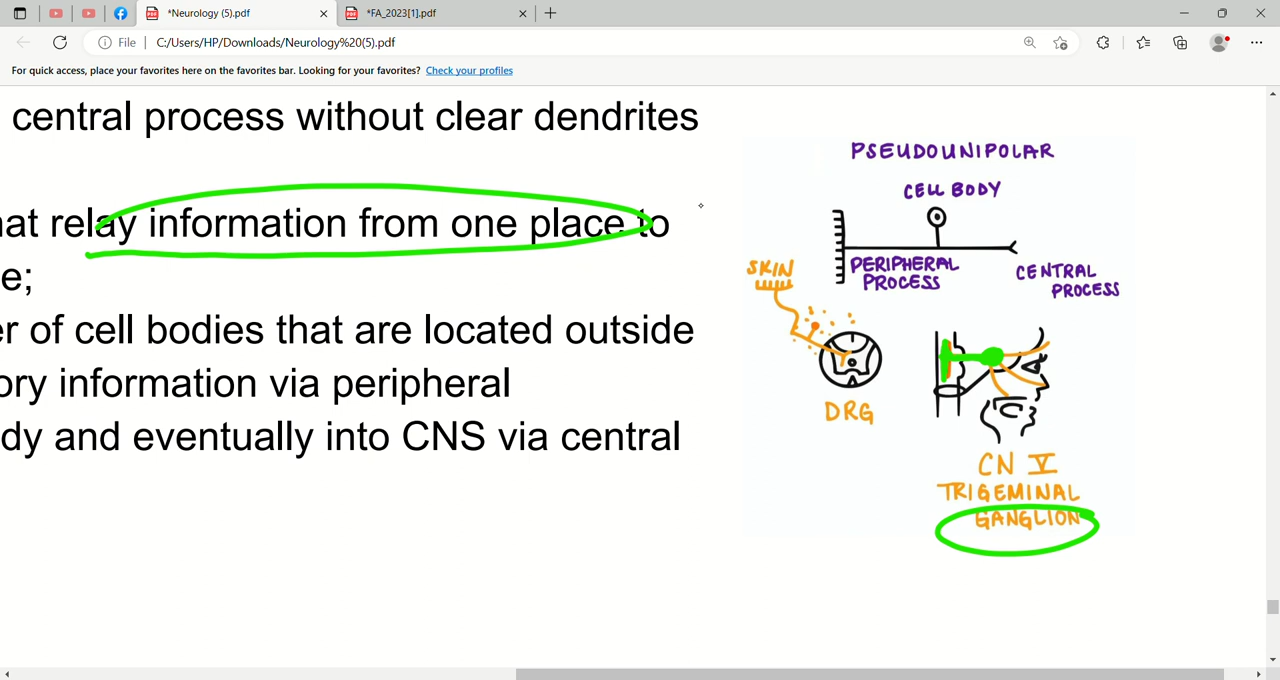 *Neurology (5).pdf
*FA_2023[1].pdf
File
C:/Users/HP/Downloads/Neurology%20(5).pdf
For quick access, place your favorites here on the favorites bar. Looking for your favorites? Check your profiles
central process without clear dendrites
at relay information from one place to
e;
er of cell bodies that are located outside
ory information via peripheral
dy and eventually into CNS via central
PSEUDOUNIPOLAR
CELL BODY
PERIPHERAL
PROCESS
CENTRAL
PROCESS
SKIN
DRG
CN V
TRIGEMINAL
GANGLION